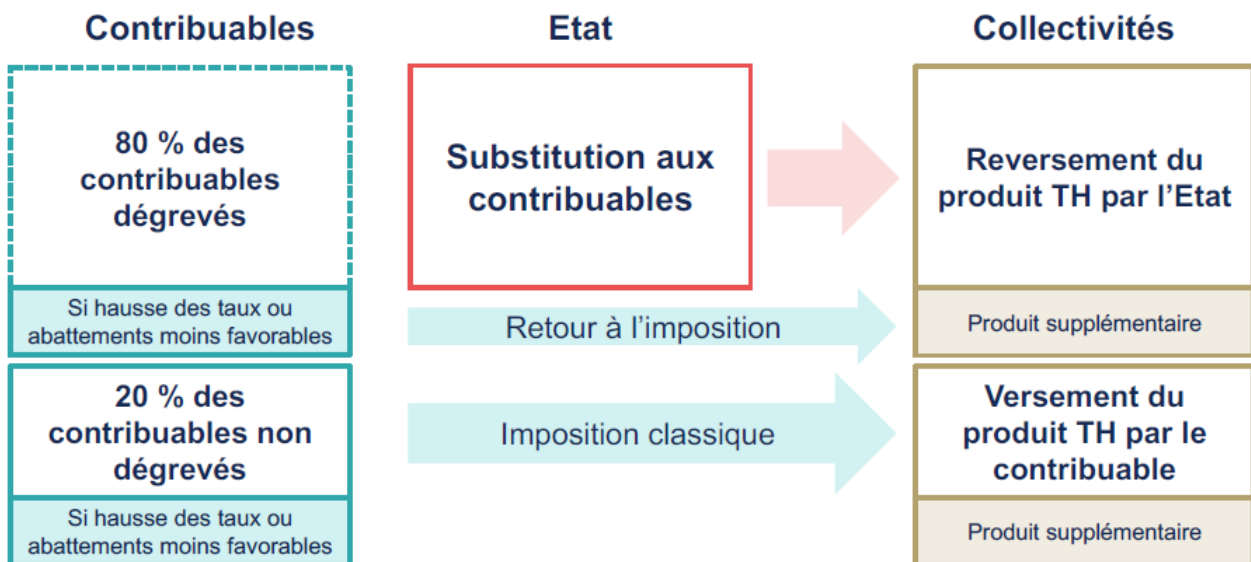 Contribuables
Etat
Collectivités
80 % des
contribuables
dégrevés
Substitution aux
contribuables
Reversement du
produit TH par l’Etat
Si hausse des taux ou
abattements moins favorables
Retour à l’imposition
Produit supplémentaire
20 % des
contribuables non
dégrevés
Imposition classique
Versement du
produit TH par le
contribuable
Si hausse des taux ou
abattements moins favorables
Produit supplémentaire